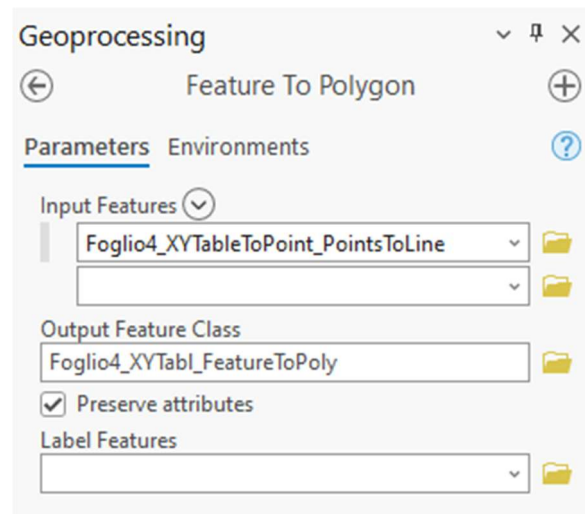 Geoprocessing
Feature To Polygon
Parameters Environments
Input Features
Foglio4_XYTableToPoint_PointsToLine
Output Feature Class
Foglio4_XYTabl_FeatureToPoly
Preserve attributes
Label Features